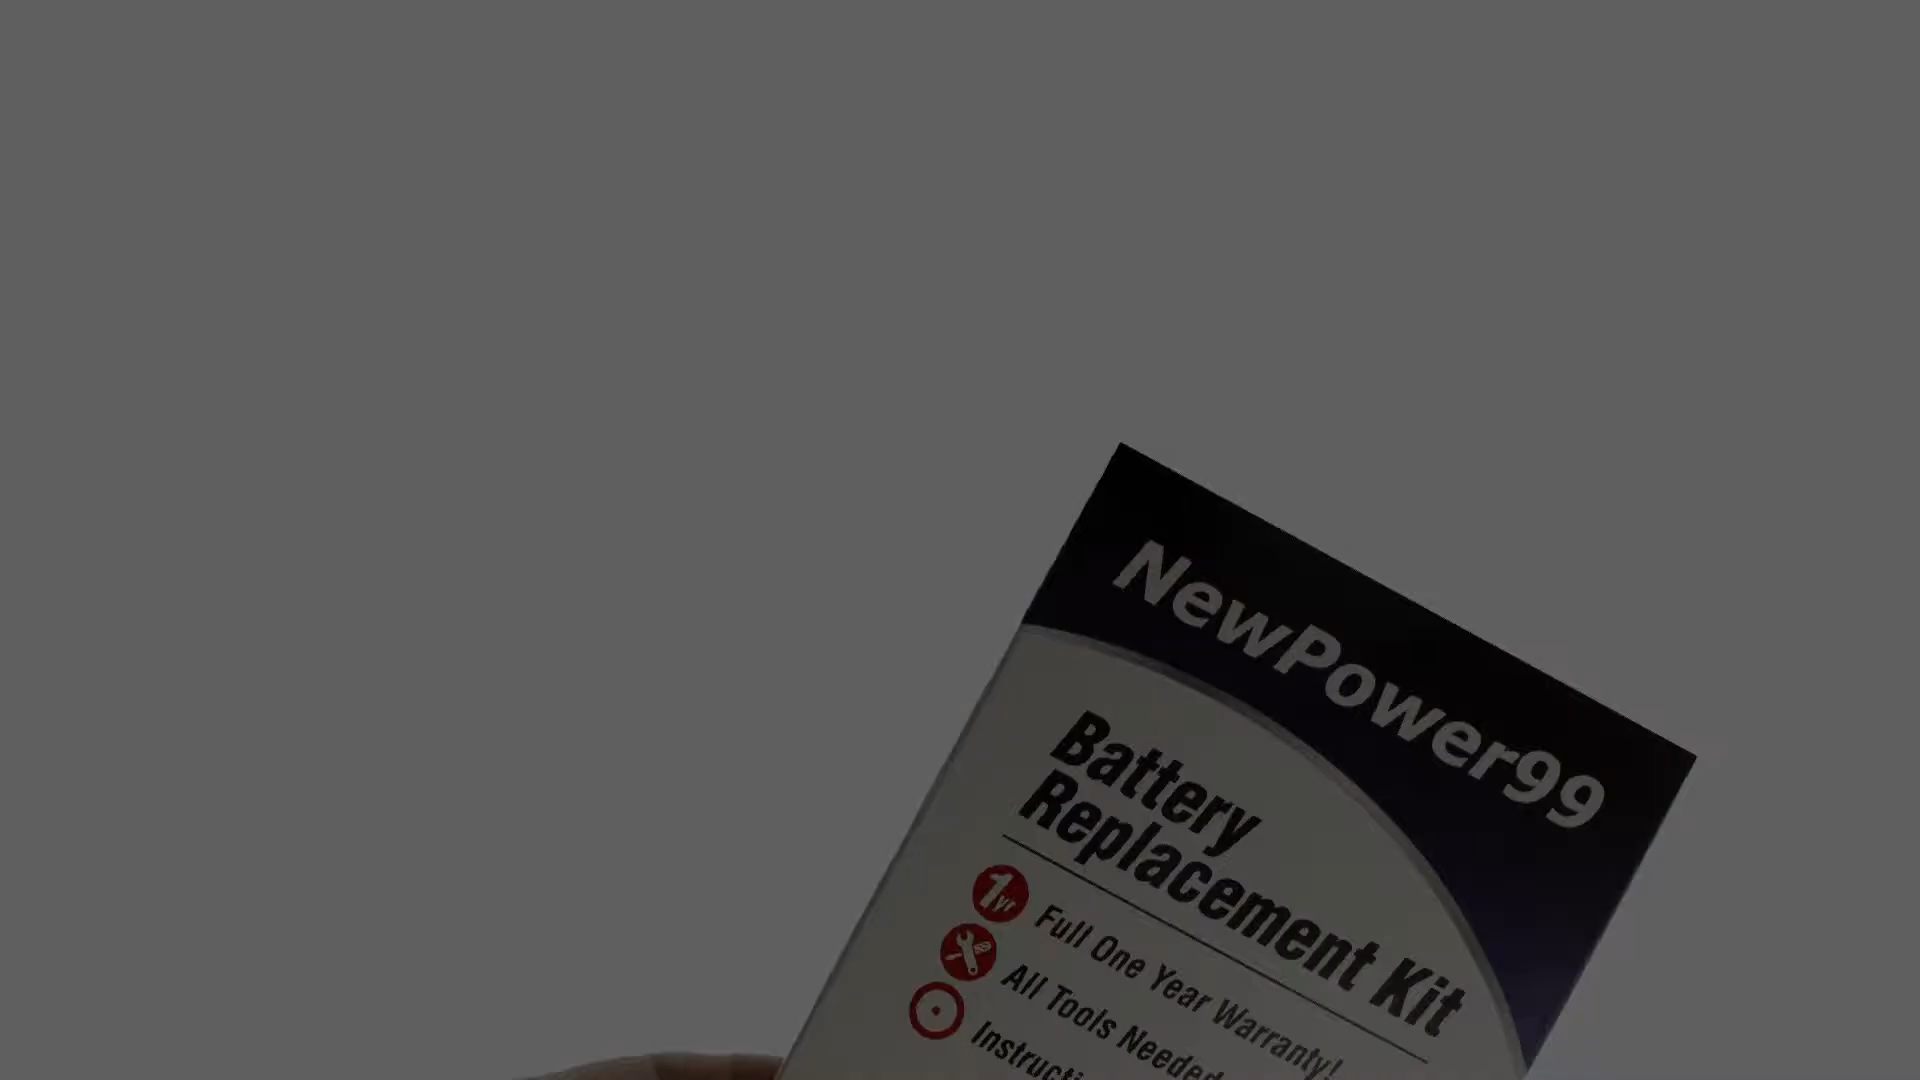 NewPower99
Battery
Replacement Kit
1yr
Full One Year Warranty!
All Tools Needed